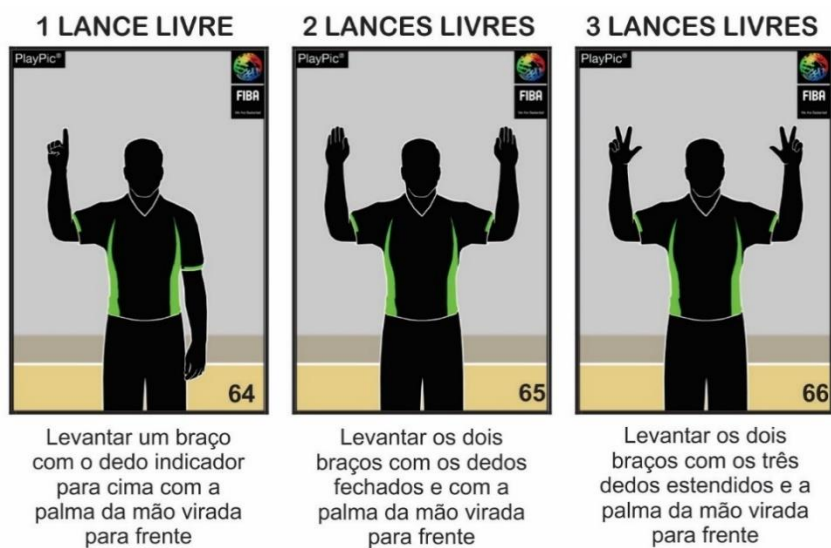 1 LANCE LIVRE
PlayPic®
FIBA
64
Levantar um braço
com o dedo indicador
para cima com a
palma da mão virada
para frente
2 LANCES LIVRES
PlayPic®
FIBA
65
Levantar os dois
braços com os dedos
fechados e com a
palma da mão virada
para frente
3 LANCES LIVRES
PlayPic®
FIBA
66
Levantar os dois
braços com os três
dedos estendidos e a
palma da mão virada
para frente